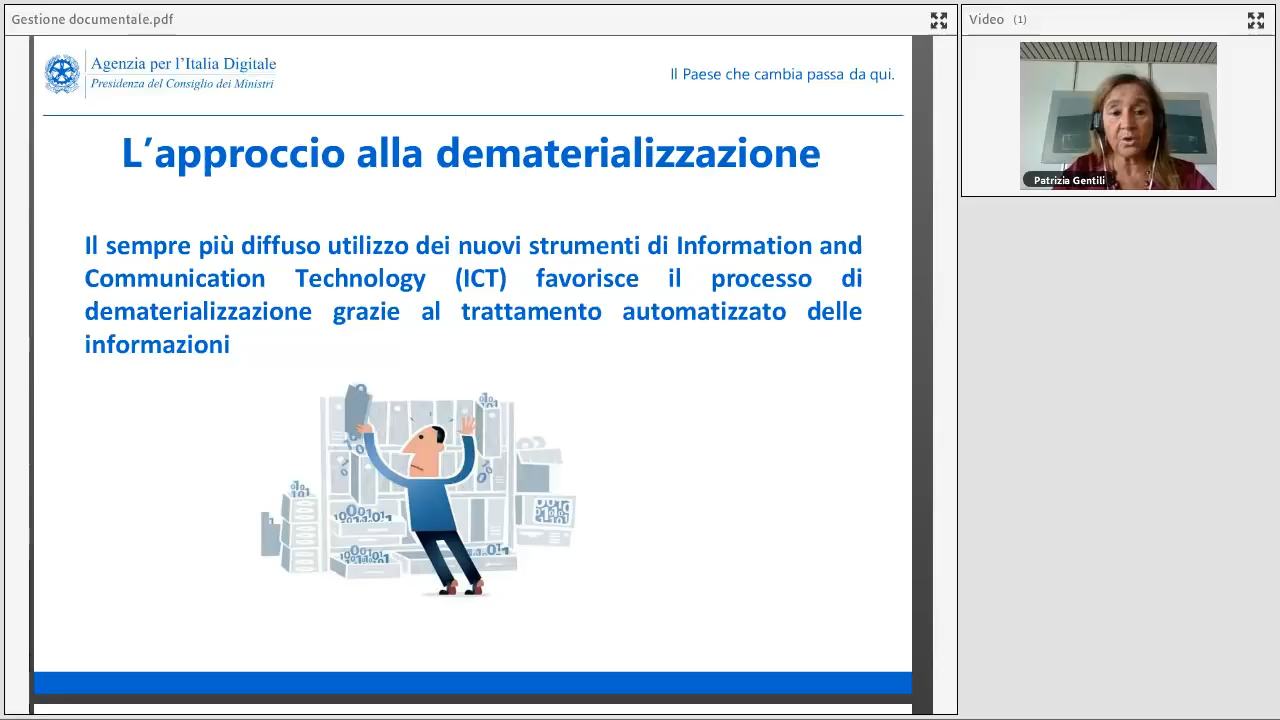 Gestione documentale.pdf
Video (1)
Agenzia per l'Italia Digitale
Presidenza del Consiglio dei Ministri
Il Paese che cambia passa da qui.
L'approccio alla dematerializzazione
Il sempre più diffuso utilizzo dei nuovi strumenti di Information and
Communication Technology (ICT) favorisce il processo di
dematerializzazione grazie al trattamento automatizzato delle
informazioni
Patrizia Gentili